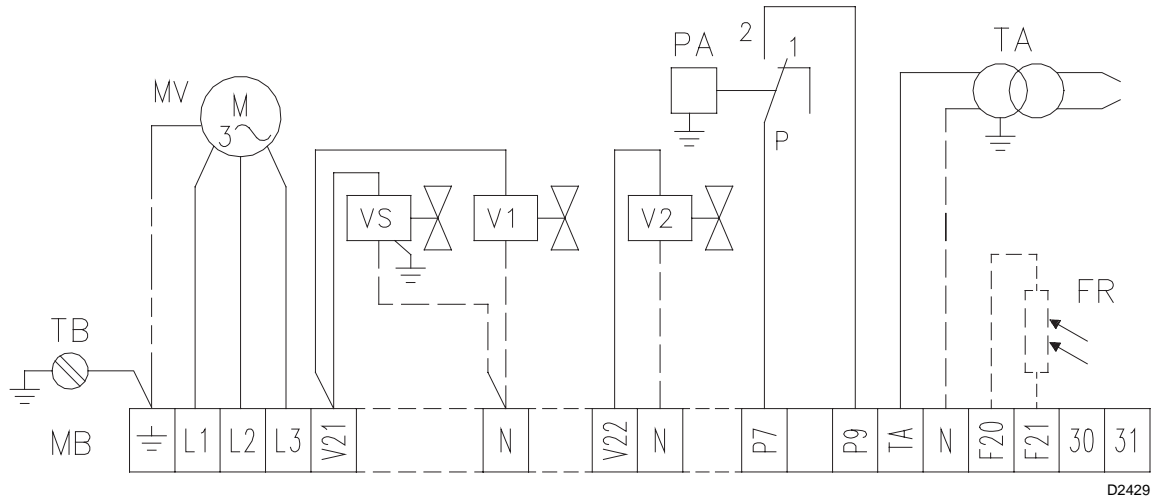 2
PA
1
TA
MV
M
3
P
VS
V1
V2
FR
TB
MB
L1
L2
L3
V21
N
V22
N
P7
P9
TA
N
F20
F21
30
31
D2429